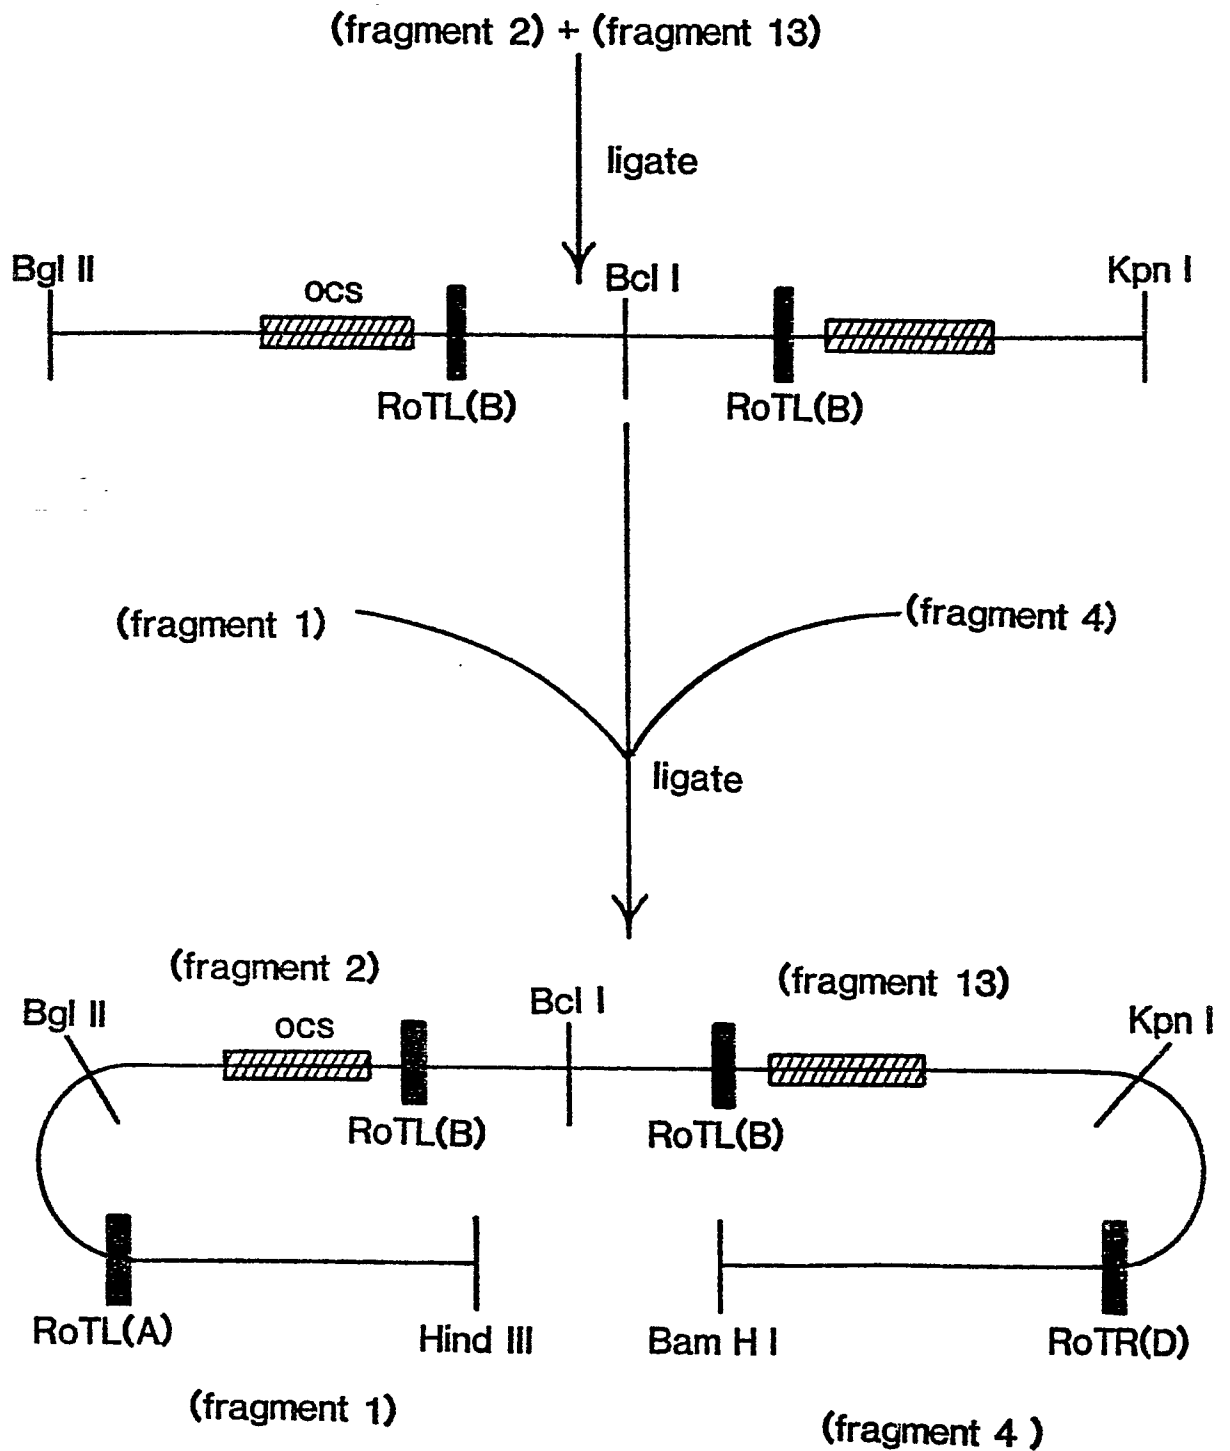 (fragment 2) + (fragment 13)
ligate
Bgl II
ocs
Bcl I
Kpn I
RoTL(B)
RoTL(B)
(fragment 1)
(fragment 4)
ligate
(fragment 2)
(fragment 13)
Bgl II
ocs
Bcl I
Kpn I
RoTL(B)
RoTL(B)
RoTL(A)
Hind III
Bam H I
RoTR(D)
(fragment 1)
(fragment 4 )